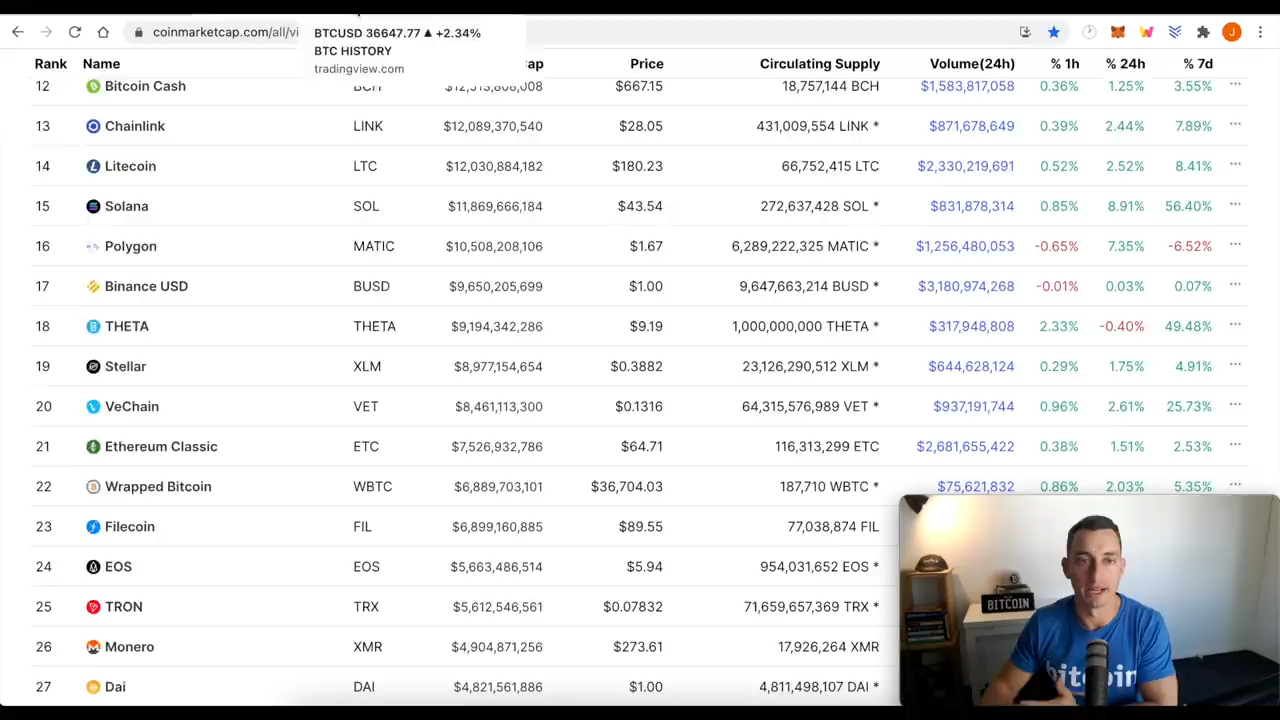 coinmarketcap.com/all/vi
BTCUSD 36647.77 ▲ +2.34%
BTC HISTORY
tradingview.com
J
Rank Name ap Price Circulating Supply Volume(24h) % 1h % 24h % 7d
12 Bitcoin Cash BCH $12,513,808,008 $667.15 18,757,144 BCH $1,583,817,058 0.36% 1.25% 3.55%
13 Chainlink LINK $12,089,370,540 $28.05 431,009,554 LINK * $871,678,649 0.39% 2.44% 7.89%
14 Litecoin LTC $12,030,884,182 $180.23 66,752,415 LTC $2,330,219,691 0.52% 2.52% 8.41%
15 Solana SOL $11,869,666,184 $43.54 272,637,428 SOL * $831,878,314 0.85% 8.91% 56.40%
16 Polygon MATIC $10,508,208,106 $1.67 6,289,222,325 MATIC * $1,256,480,053 -0.65% 7.35% -6.52%
17 Binance USD BUSD $9,650,205,699 $1.00 9,647,663,214 BUSD * $3,180,974,268 -0.01% 0.03% 0.07%
18 THETA THETA $9,194,342,286 $9.19 1,000,000,000 THETA * $317,948,808 2.33% -0.40% 49.48%
19 Stellar XLM $8,977,154,654 $0.3882 23,126,290,512 XLM * $644,628,124 0.29% 1.75% 4.91%
20 VeChain VET $8,461,113,300 $0.1316 64,315,576,989 VET * $937,191,744 0.96% 2.61% 25.73%
21 Ethereum Classic ETC $7,526,932,786 $64.71 116,313,299 ETC $2,681,655,422 0.38% 1.51% 2.53%
22 Wrapped Bitcoin WBTC $6,889,703,101 $36,704.03 187,710 WBTC * $75,621,832 0.86% 2.03% 5.35%
23 Filecoin FIL $6,899,160,885 $89.55 77,038,874 FIL
24 EOS EOS $5,663,486,514 $5.94 954,031,652 EOS *
25 TRON TRX $5,612,546,561 $0.07832 71,659,657,369 TRX *
26 Monero XMR $4,904,871,256 $273.61 17,926,264 XMR
27 Dai DAI $4,821,561,886 $1.00 4,811,498,107 DAI *
BITCOIN
bitcoin